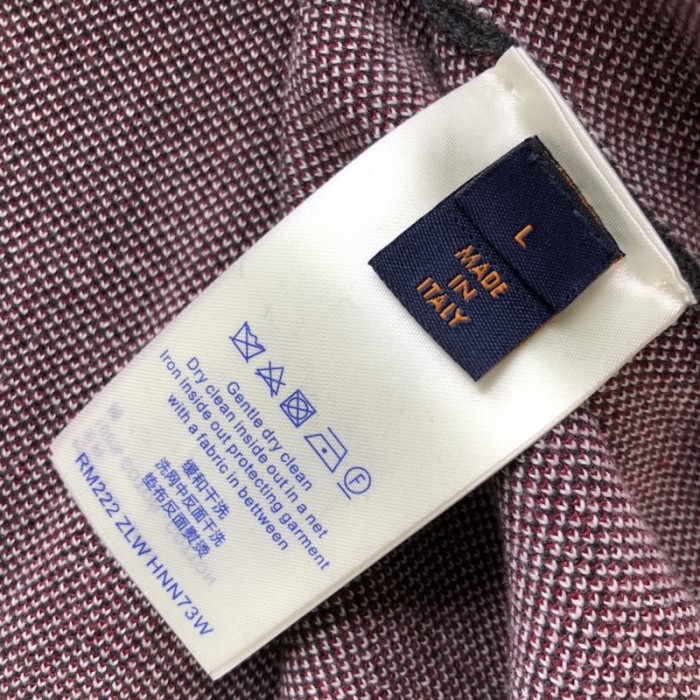 L
MADE
IN
ITALY
Gentle dry clean
Dry clean inside out in a net
Iron inside out protecting garment
with a fabric in bettween
缓和干洗
洗网中反面干洗
垫布反面熨烫
RM222 ZLW HNN73W